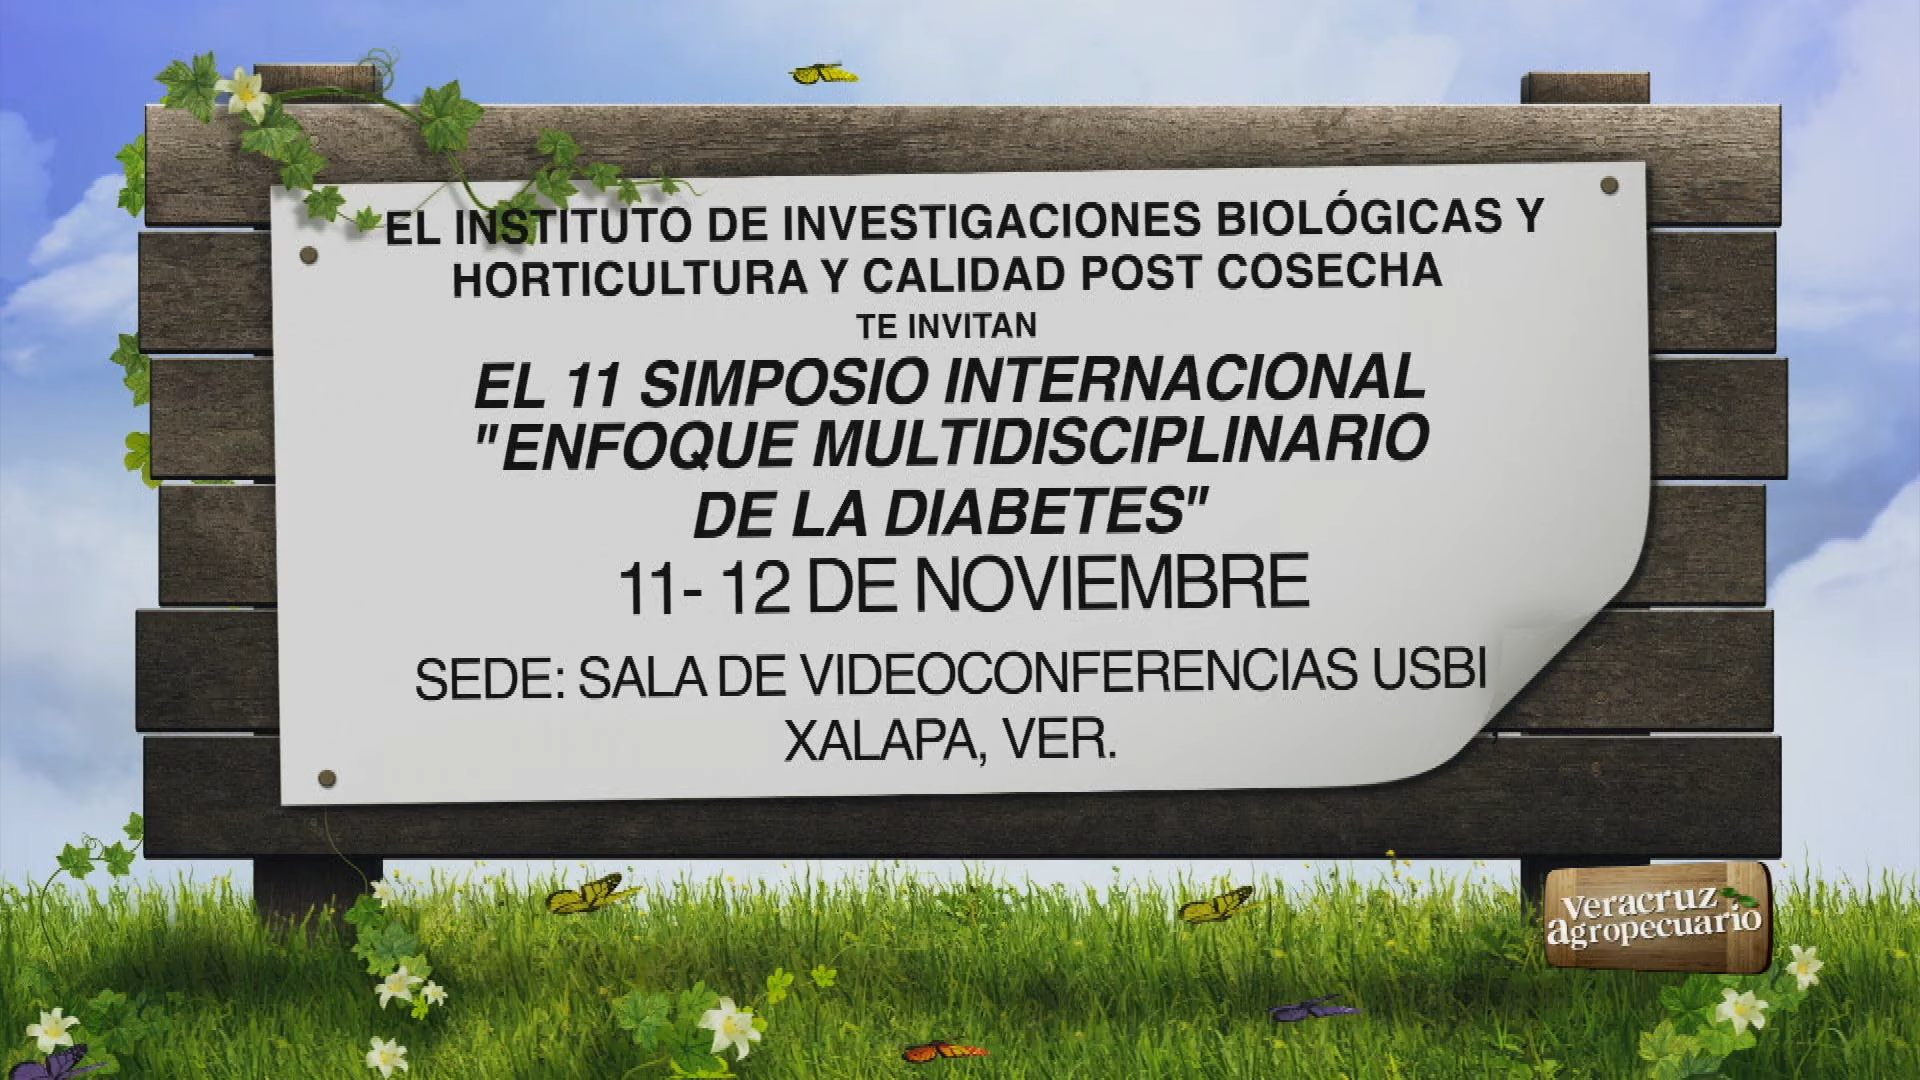 EL INSTITUTO DE INVESTIGACIONES BIOLÓGICAS Y
HORTICULTURA Y CALIDAD POST COSECHA
TE INVITAN
EL 11 SIMPOSIO INTERNACIONAL
"ENFOQUE MULTIDISCIPLINARIO
DE LA DIABETES"
11- 12 DE NOVIEMBRE
SEDE: SALA DE VIDEOCONFERENCIAS USBI
XALAPA, VER.
veracruz
agropecuario